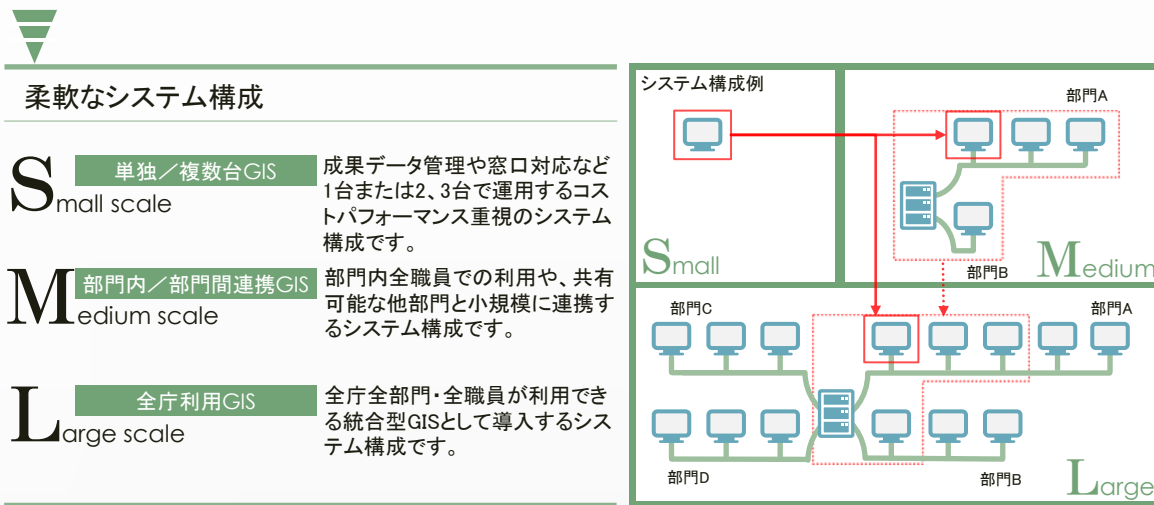 柔軟なシステム構成
Small scale
単独／複数台GIS
成果データ管理や窓口対応など
1台または2、3台で運用するコス
トパフォーマンス重視のシステム
構成です。
Medium scale
部門内／部門間連携GIS
部門内全職員での利用や、共有
可能な他部門と小規模に連携す
るシステム構成です。
Large scale
全庁利用GIS
全庁全部門・全職員が利用でき
る統合型GISとして導入するシス
テム構成です。
システム構成例
Small
部門A
部門B
Medium
部門C
部門A
部門D
部門B
Large